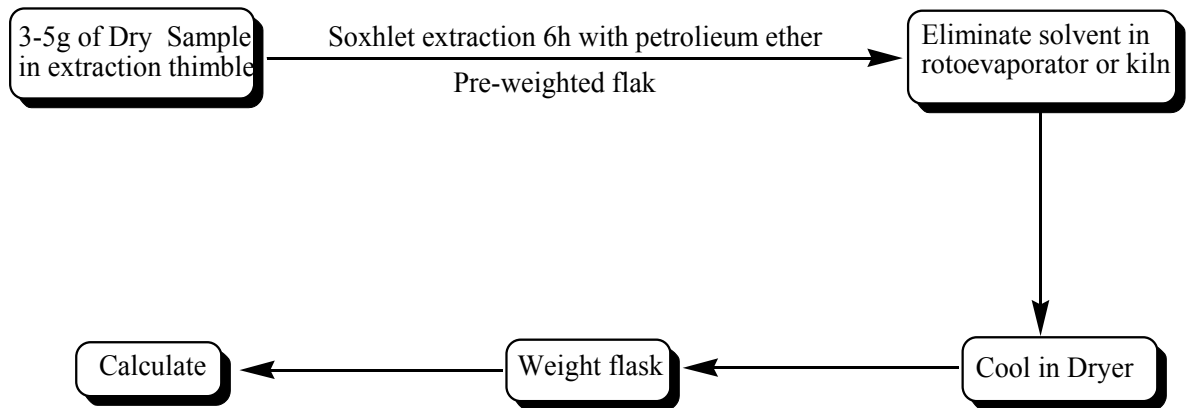 3-5g of Dry Sample
in extraction thimble
Soxhlet extraction 6h with petrolieum ether
Pre-weighted flak
Eliminate solvent in
rotoevaporator or kiln
Cool in Dryer
Weight flask
Calculate